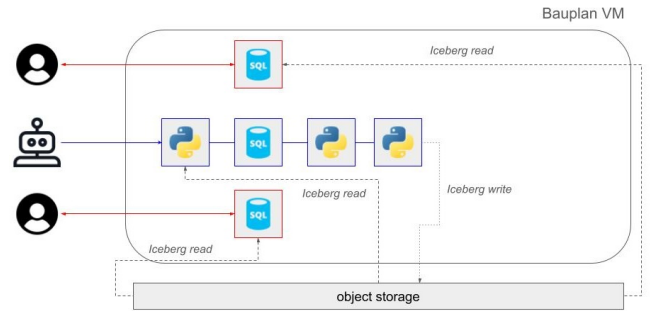 Bauplan VM
Iceberg read
SQL
SQL
Iceberg read
Iceberg write
SQL
Iceberg read
object storage